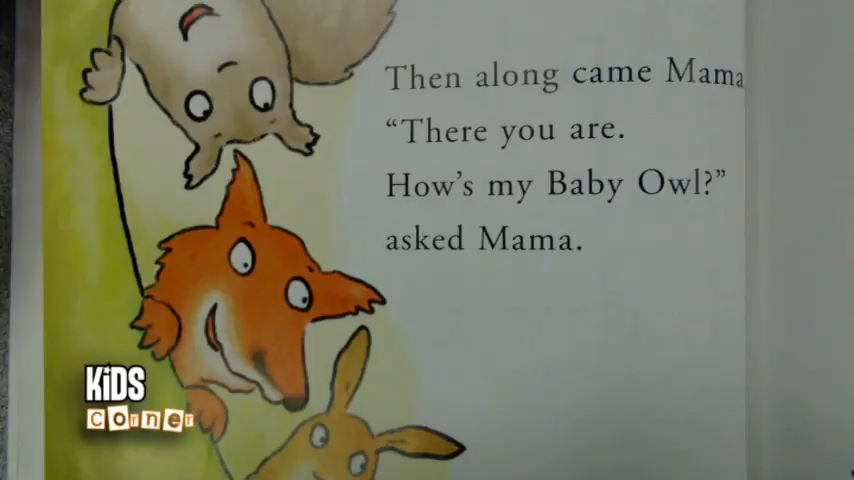 Then along came Mama
“There you are.
How’s my Baby Owl?”
asked Mama.
KiDS
Corner